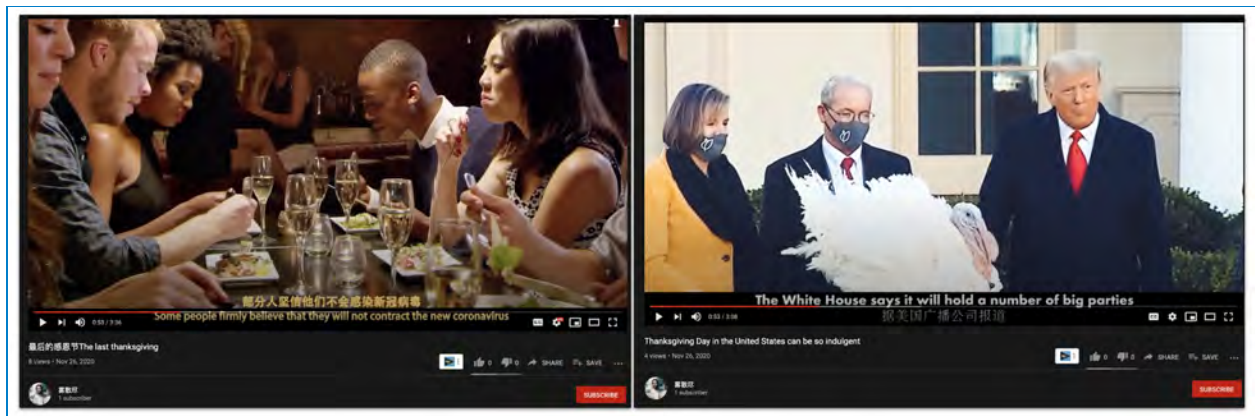 部分人坚信他们不会感染新冠病毒
Some people firmly believe that they will not contract the new coronavirus
0:53 / 3:36
最后的感恩节The last thanksgiving
8 views • Nov 26, 2020
0
0
SHARE
SAVE
1 subscriber
SUBSCRIBE
The White House says it will hold a number of big parties
据美国广播公司报道
0:53 / 3:36
Thanksgiving Day in the United States can be so indulgent
4 views • Nov 26, 2020
0
0
SHARE
SAVE
1 subscriber
SUBSCRIBE